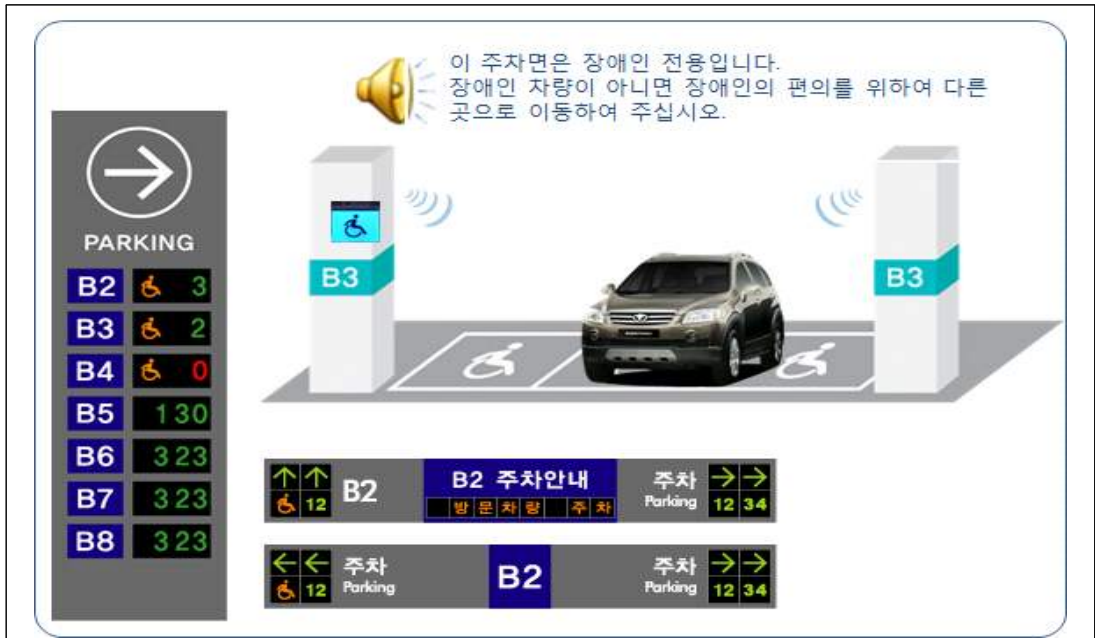 이 주차면은 장애인 전용입니다.
장애인 차량이 아니면 장애인의 편의를 위하여 다른
곳으로 이동하여 주십시오.
PARKING
B2 3
B3 2
B4 0
B5 130
B6 323
B7 323
B8 323
B3
B3
12 B2
B2 주차안내
방문차량 주차
주차
Parking
12 34
12
주차
Parking
B2
주차
Parking
12 34